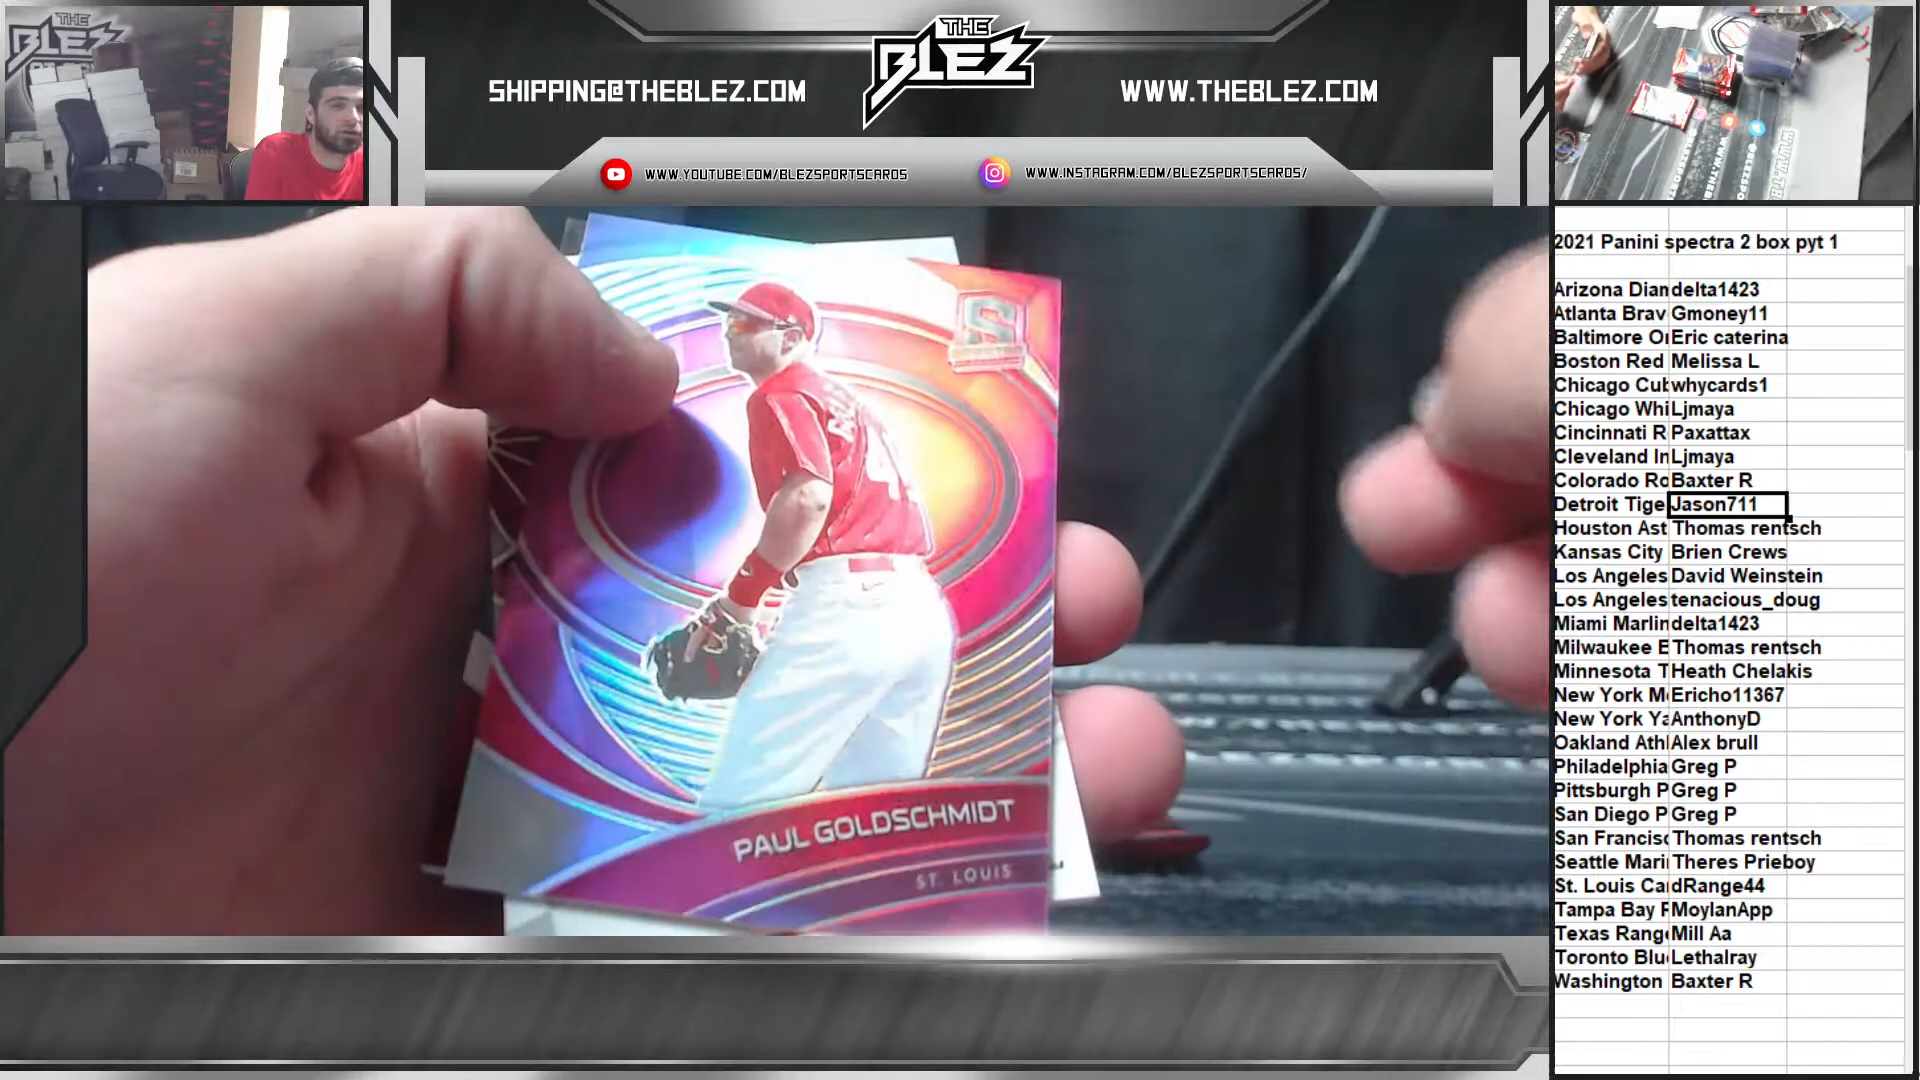 THE
BLEZ
SHIPPING@THEBLEZ.COM
THE
BLEZ
WWW.THEBLEZ.COM
WWW.YOUTUBE.COM/BLEZSPORTSCARDS
WWW.INSTAGRAM.COM/BLEZSPORTSCARDS/
S
PAUL GOLDSCHMIDT
ST. LOUIS
2021 Panini spectra 2 box pyt 1
Arizona Diam delta1423
Atlanta Brav Gmoney11
Baltimore O Eric caterina
Boston Red Melissa L
Chicago Cub whycards1
Chicago Whi Ljmaya
Cincinnati R Paxattax
Cleveland In Ljmaya
Colorado Ro Baxter R
Detroit Tige Jason711
Houston Ast Thomas rentsch
Kansas City Brien Crews
Los Angeles David Weinstein
Los Angeles tenacious_doug
Miami Marlin delta1423
Milwaukee B Thomas rentsch
Minnesota T Heath Chelakis
New York M Ericho11367
New York Ya AnthonyD
Oakland Ath Alex brull
Philadelphia Greg P
Pittsburgh P Greg P
San Diego P Greg P
San Francisc Thomas rentsch
Seattle Mari Theres Prieboy
St. Louis Car dRange44
Tampa Bay R MoylanApp
Texas Range Mill Aa
Toronto Blu Lethalray
Washington Baxter R